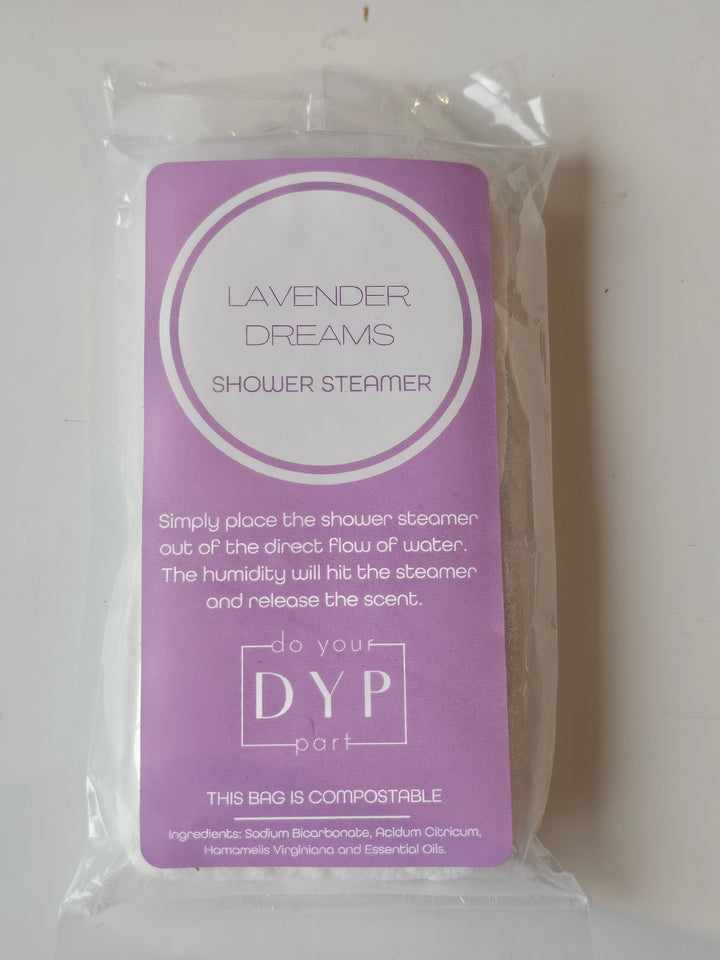 LAVENDER
DREAMS
SHOWER STEAMER
Simply place the shower steamer
out of the direct flow of water.
The humidity will hit the steamer
and release the scent.
do your
DYP
part
THIS BAG IS COMPOSTABLE
Ingredients: Sodium Bicarbonate, Acidum Citricum,
Hamamelis Virginiana and Essential Oils.